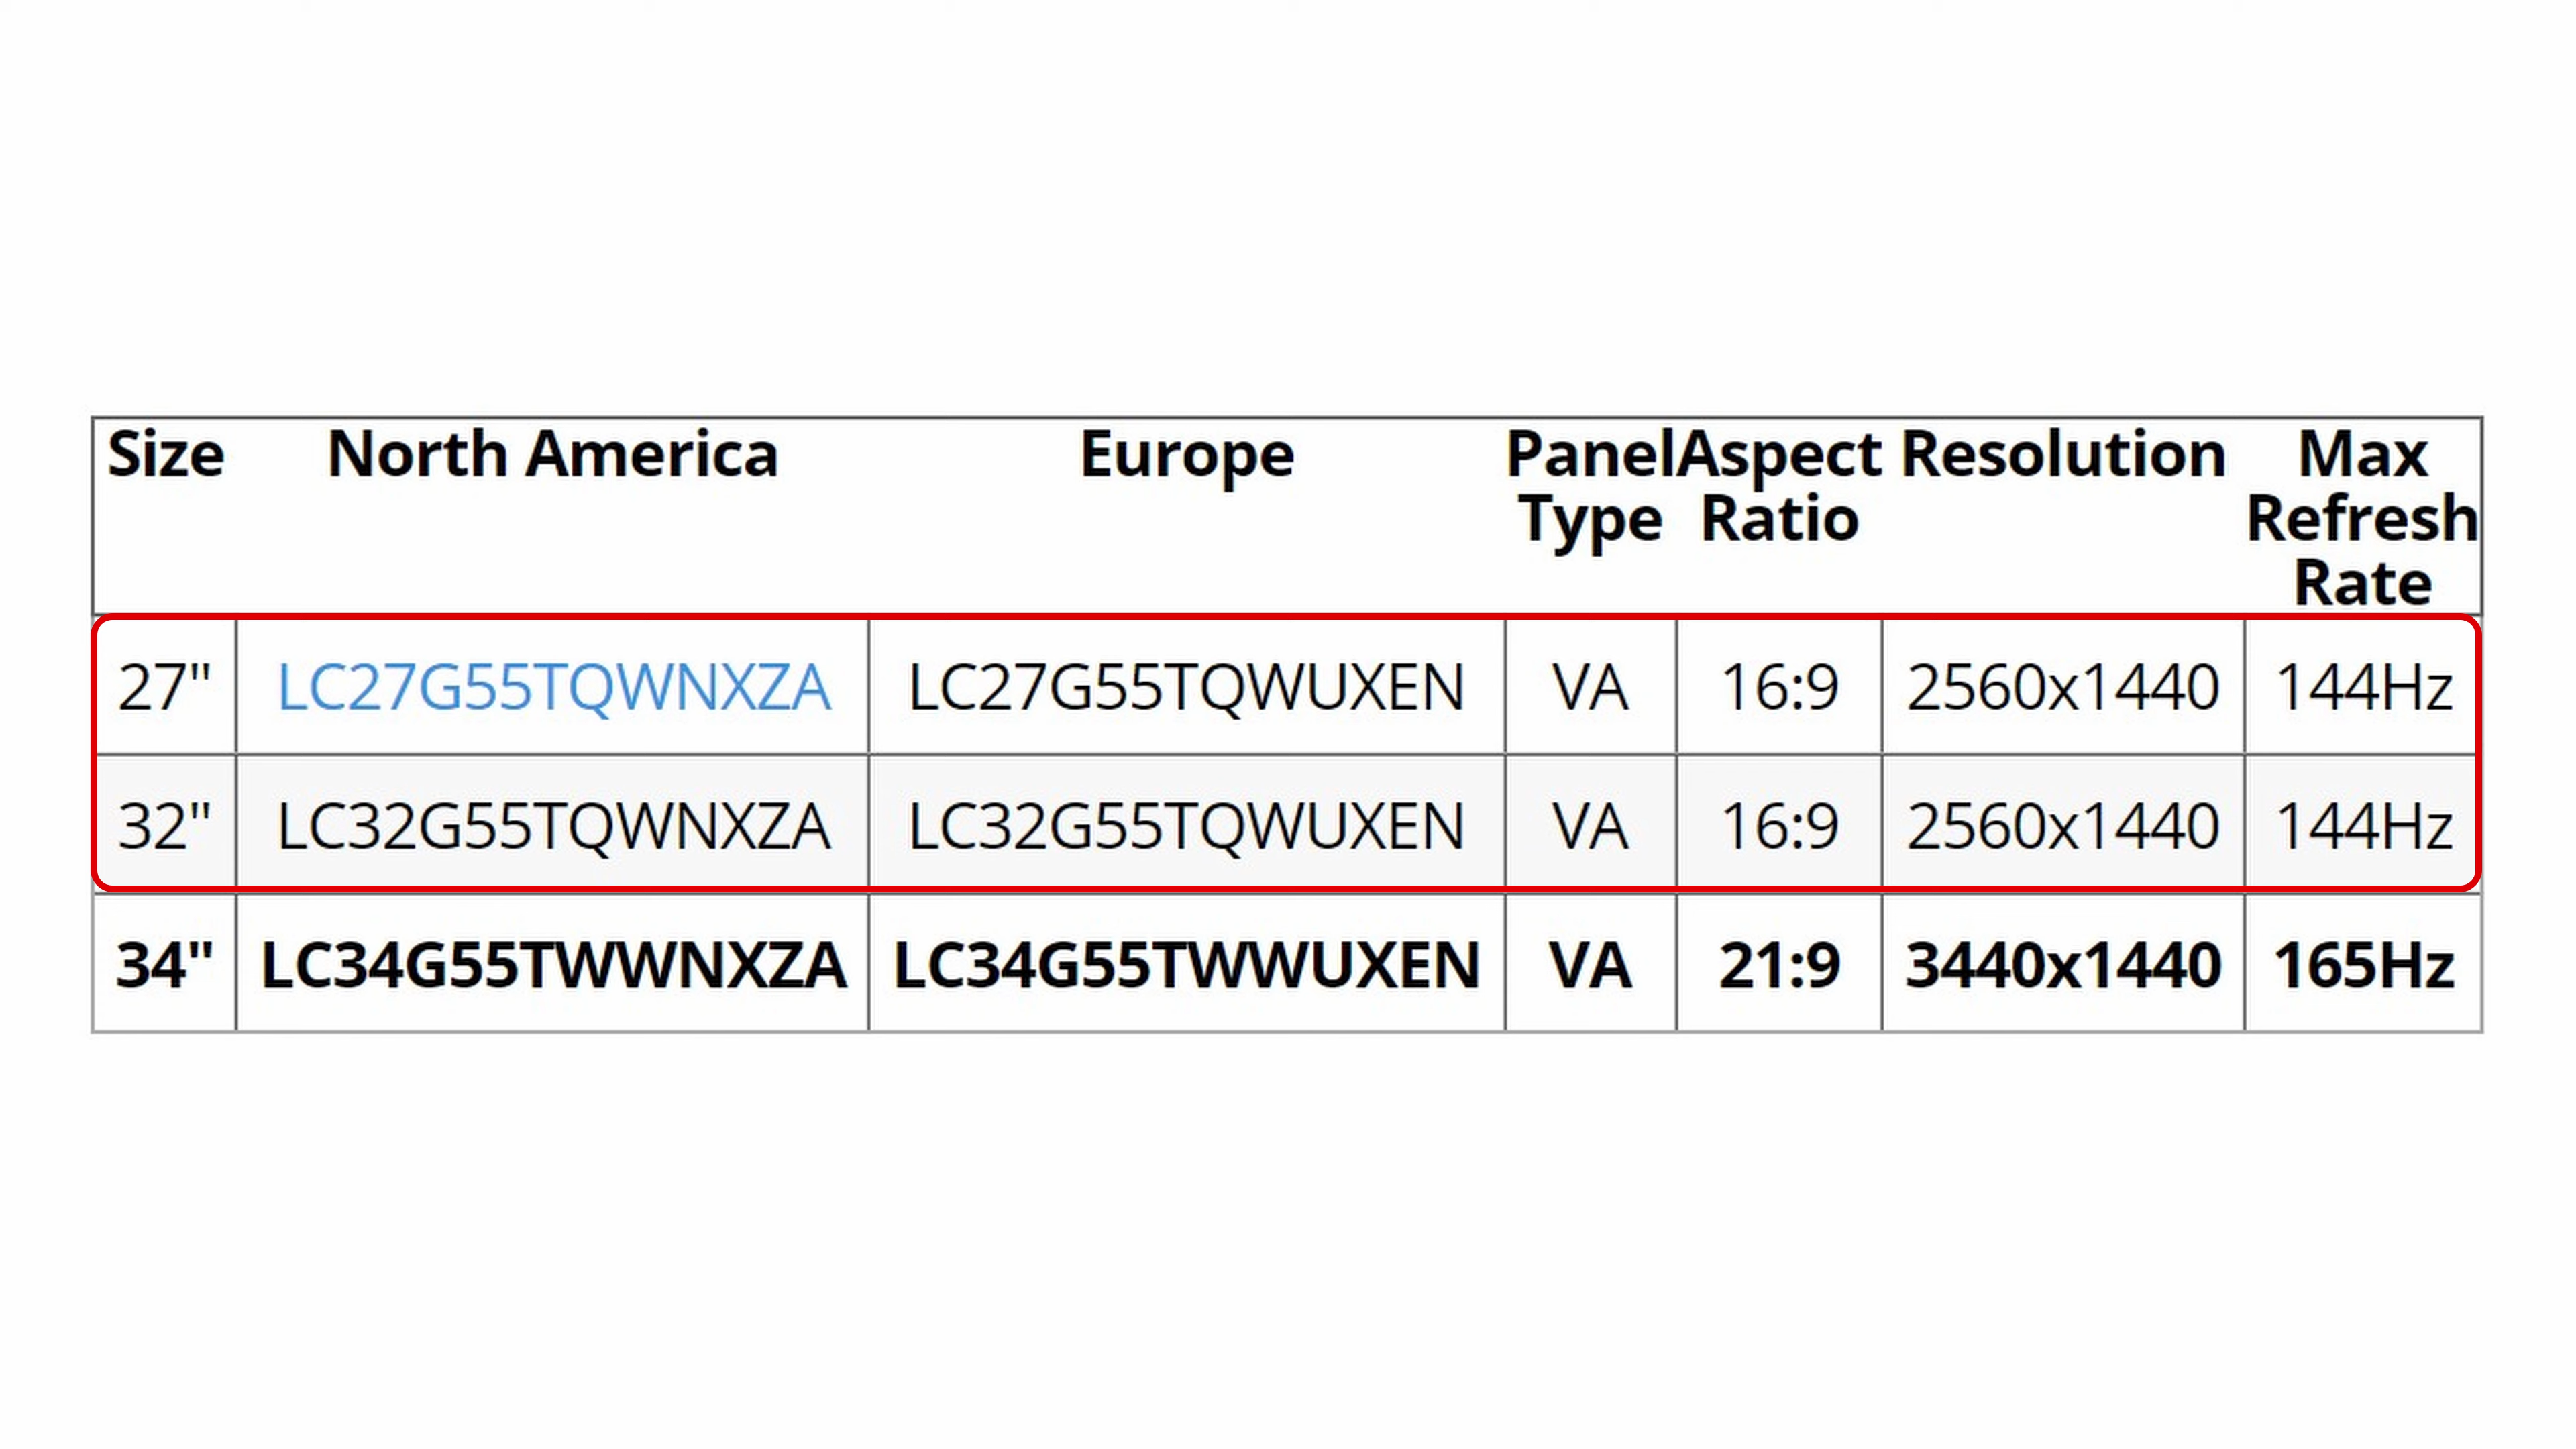 Size North America Europe Panel Type Aspect Ratio Resolution Max Refresh Rate
27" LC27G55TQWNXZA LC27G55TQWUXEN VA 16:9 2560x1440 144Hz
32" LC32G55TQWNXZA LC32G55TQWUXEN VA 16:9 2560x1440 144Hz
34" LC34G55TWWNXZA LC34G55TWWUXEN VA 21:9 3440x1440 165Hz